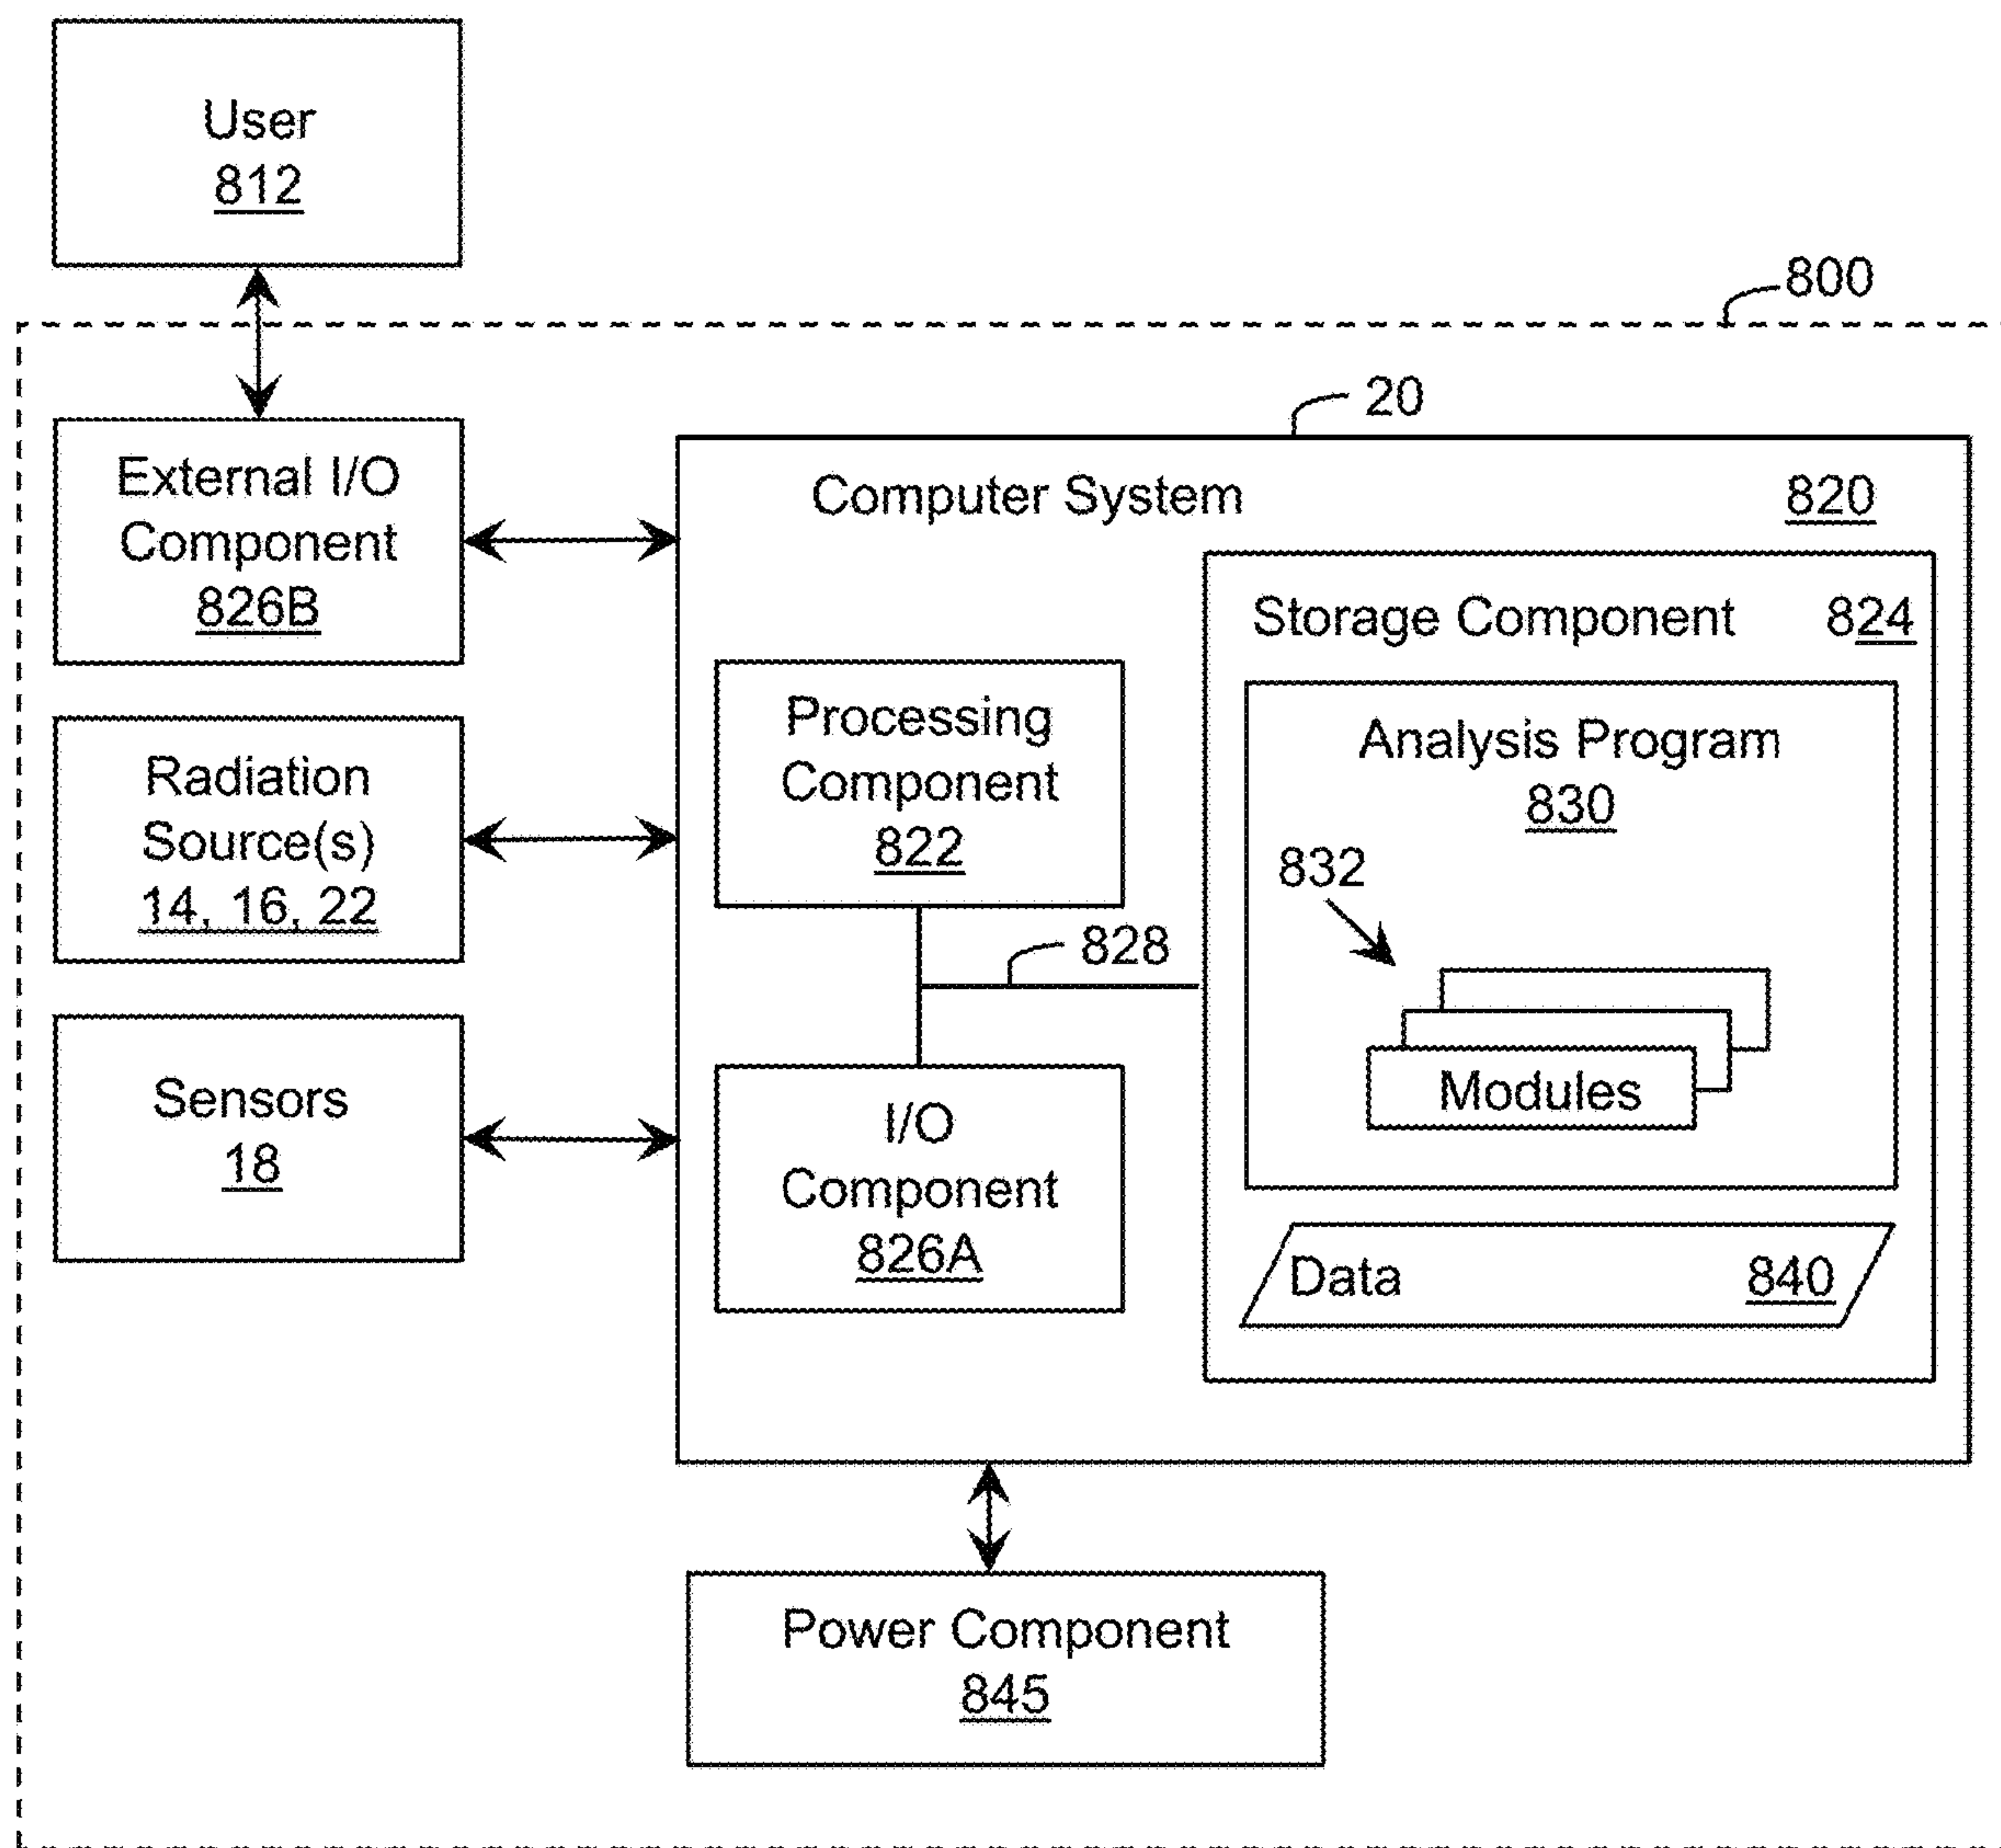 User
812
800
20
External I/O
Component
826B
Computer System
820
Storage Component
824
Processing
Component
822
Analysis Program
830
Radiation
Source(s)
14, 16, 22
832
828
Modules
Sensors
18
I/O
Component
826A
Data
840
Power Component
845